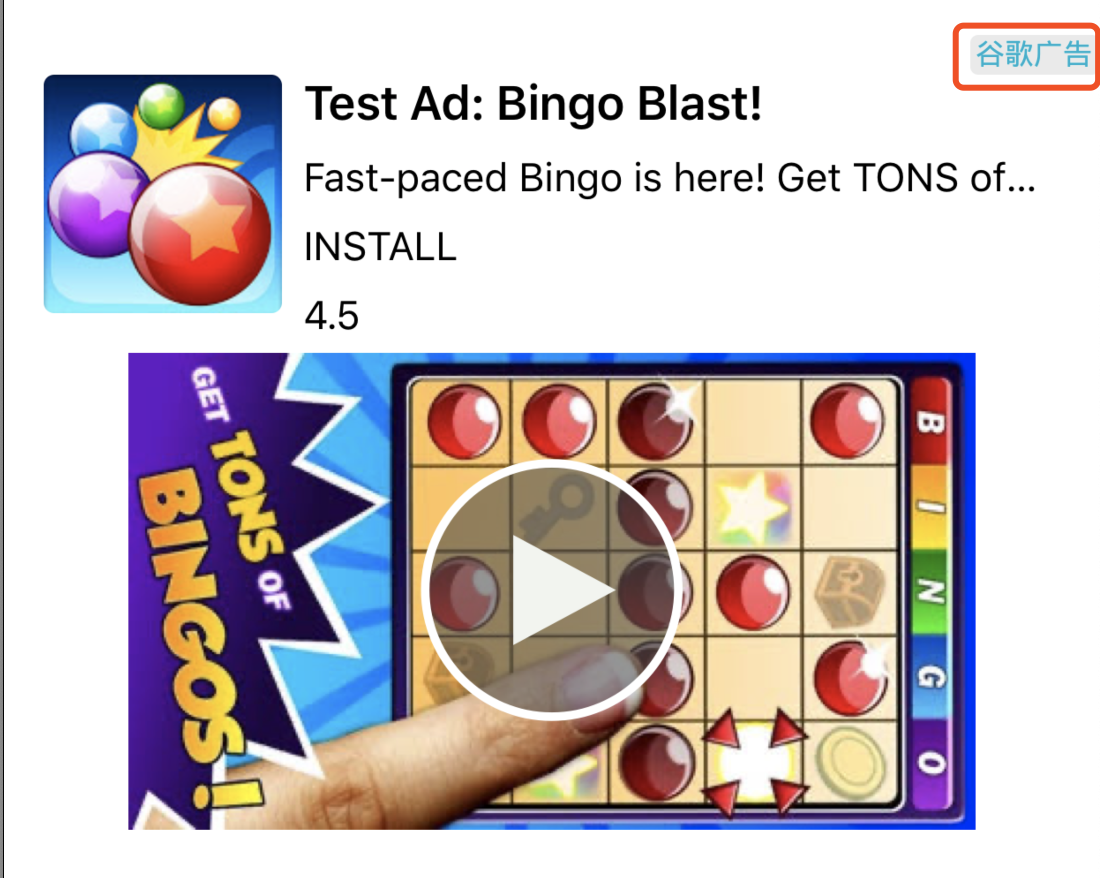 谷歌广告
Test Ad: Bingo Blast!
Fast-paced Bingo is here! Get TONS of...
INSTALL
4.5
GET
TONS OF
BINGOS!
B
I
N
G
O